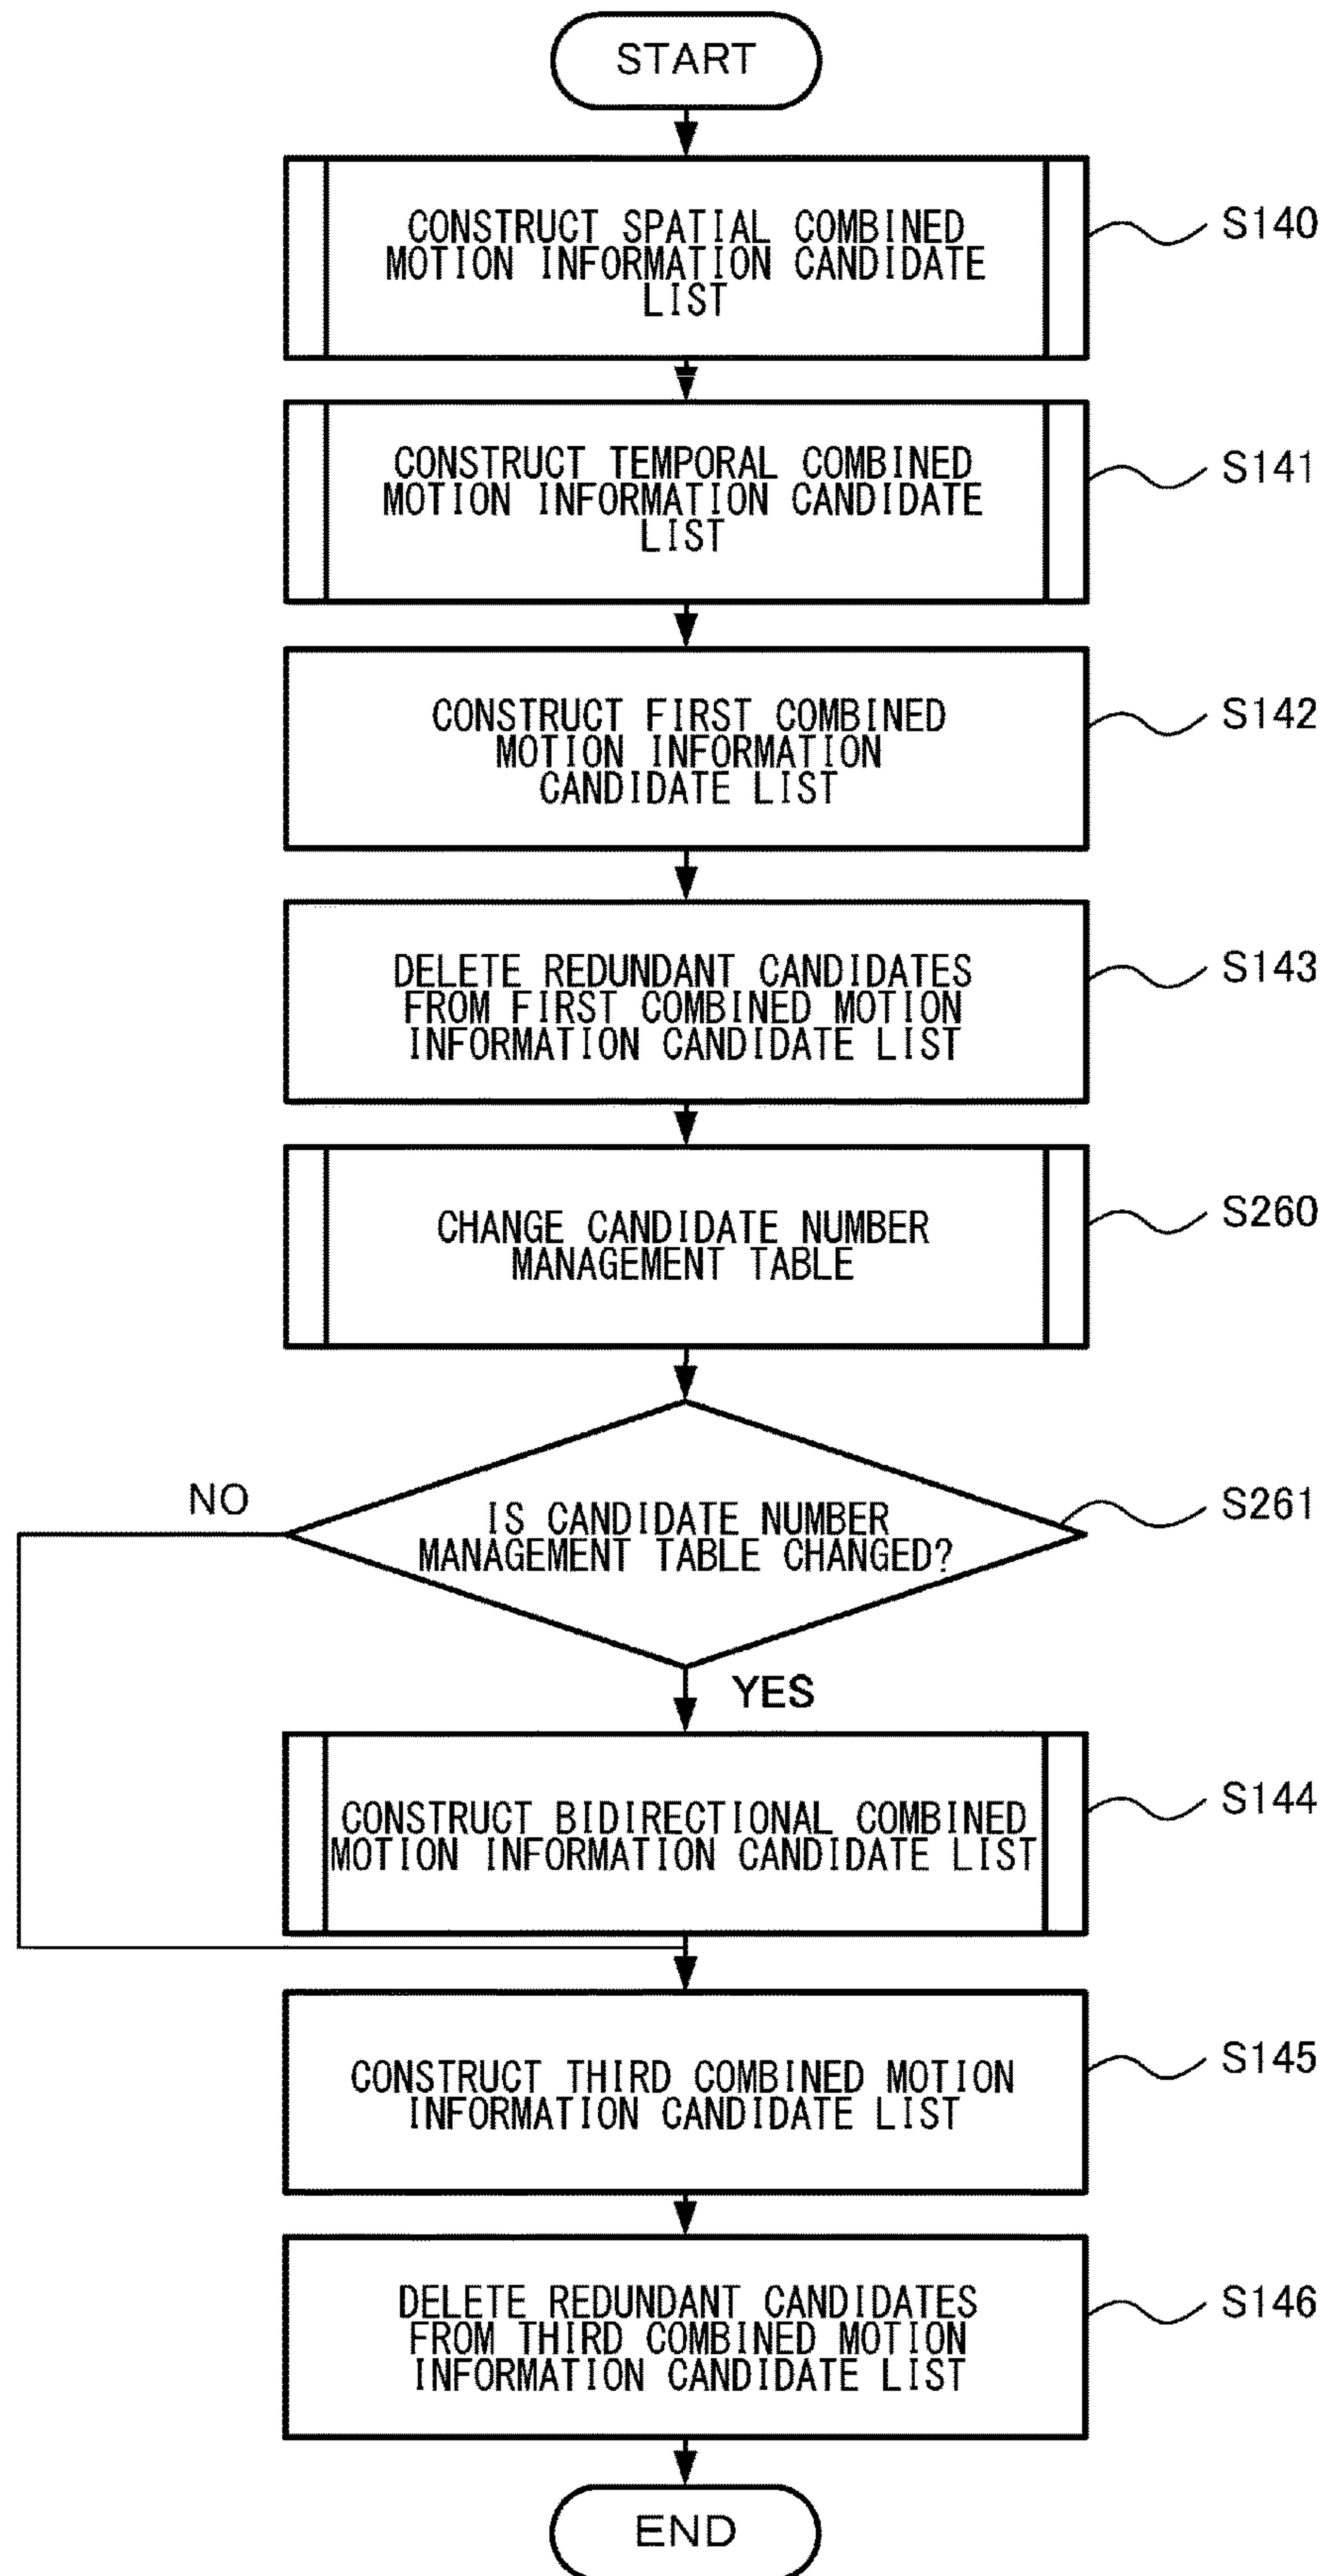 START
CONSTRUCT SPATIAL COMBINED
MOTION INFORMATION CANDIDATE
LIST
S140
CONSTRUCT TEMPORAL COMBINED
MOTION INFORMATION CANDIDATE
LIST
S141
CONSTRUCT FIRST COMBINED
MOTION INFORMATION
CANDIDATE LIST
S142
DELETE REDUNDANT CANDIDATES
FROM FIRST COMBINED MOTION
INFORMATION CANDIDATE LIST
S143
CHANGE CANDIDATE NUMBER
MANAGEMENT TABLE
S260
NO
IS CANDIDATE NUMBER
MANAGEMENT TABLE CHANGED?
S261
YES
CONSTRUCT BIDIRECTIONAL COMBINED
MOTION INFORMATION CANDIDATE LIST
S144
CONSTRUCT THIRD COMBINED MOTION
INFORMATION CANDIDATE LIST
S145
DELETE REDUNDANT CANDIDATES
FROM THIRD COMBINED MOTION
INFORMATION CANDIDATE LIST
S146
END